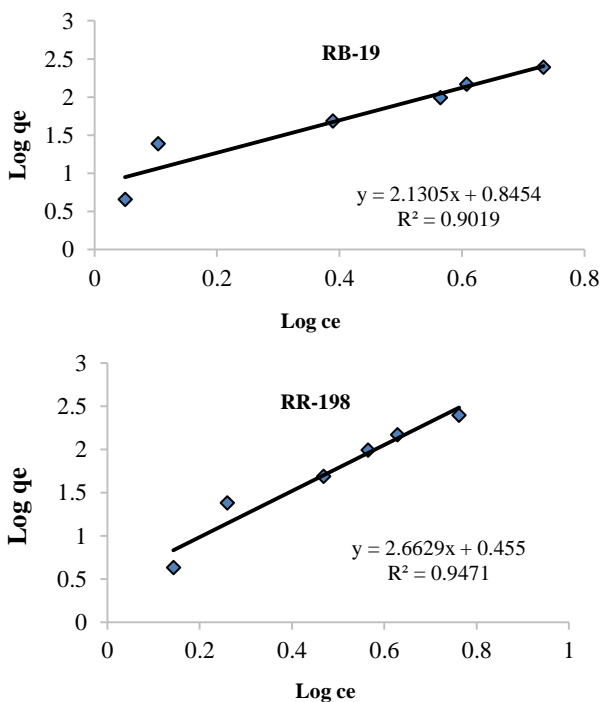 3
2.5
2
1.5
1
0.5
0
Log qe
RB-19
y = 2.1305x + 0.8454
R² = 0.9019
0 0.2 0.4 0.6 0.8
Log ce
3
2.5
2
1.5
1
0.5
0
Log qe
RR-198
y = 2.6629x + 0.455
R² = 0.9471
0 0.2 0.4 0.6 0.8 1
Log ce